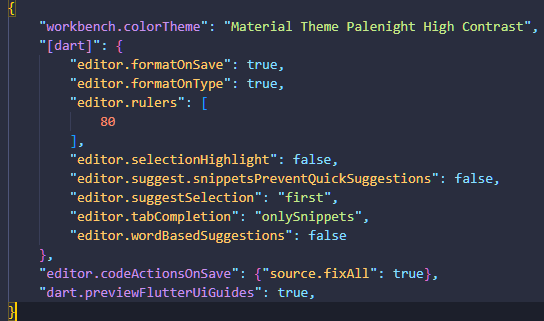 {
    "workbench.colorTheme": "Material Theme Palenight High Contrast",
    "[dart]": {
        "editor.formatOnSave": true,
        "editor.formatOnType": true,
        "editor.rulers": [
            80
        ],
        "editor.selectionHighlight": false,
        "editor.suggest.snippetsPreventQuickSuggestions": false,
        "editor.suggestSelection": "first",
        "editor.tabCompletion": "onlySnippets",
        "editor.wordBasedSuggestions": false
    },
    "editor.codeActionsOnSave": {"source.fixAll": true},
    "dart.previewFlutterUiGuides": true,
}